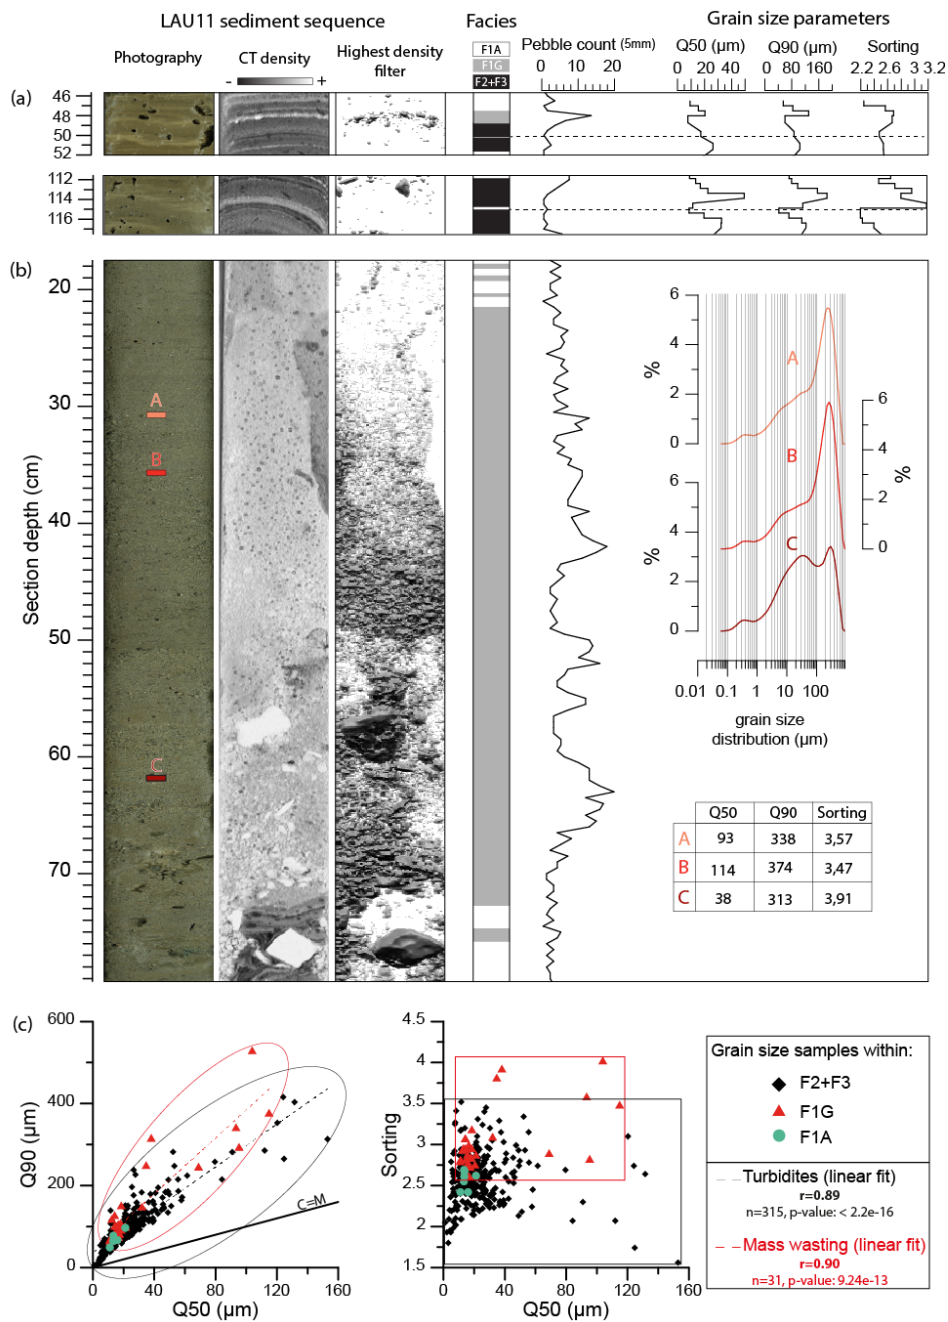 LAU11 sediment sequence
Facies
Grain size parameters
Photography
CT density
Highest density
filter
- +
F1A
F1G
F2+F3
Pebble count (5mm)
0 10 20
Q50 (µm)
0 20 40
Q90 (µm)
0 80 160
Sorting
2.2 2.6 3 3.2
(a)
46
48
50
52
112
114
116
(b)
Section depth (cm)
20
30
40
50
60
70
A
B
C
6
4
2
0
%
A
6
4
2
0
%
B
6
4
2
0
%
C
0.01 0.1 1 10 100
grain size
distribution (µm)
Q50 Q90 Sorting
A 93 338 3,57
B 114 374 3,47
C 38 313 3,91
(c)
Q90 (µm)
600
400
200
0
C=M
0 40 80 120 160
Q50 (µm)
Sorting
4.5
4
3.5
3
2.5
2
1.5
0 40 80 120 160
Q50 (µm)
Grain size samples within:
F2+F3
F1G
F1A
Turbidites (linear fit)
r=0.89
n=315, p-value: < 2.2e-16
Mass wasting (linear fit)
r=0.90
n=31, p-value: 9.24e-13